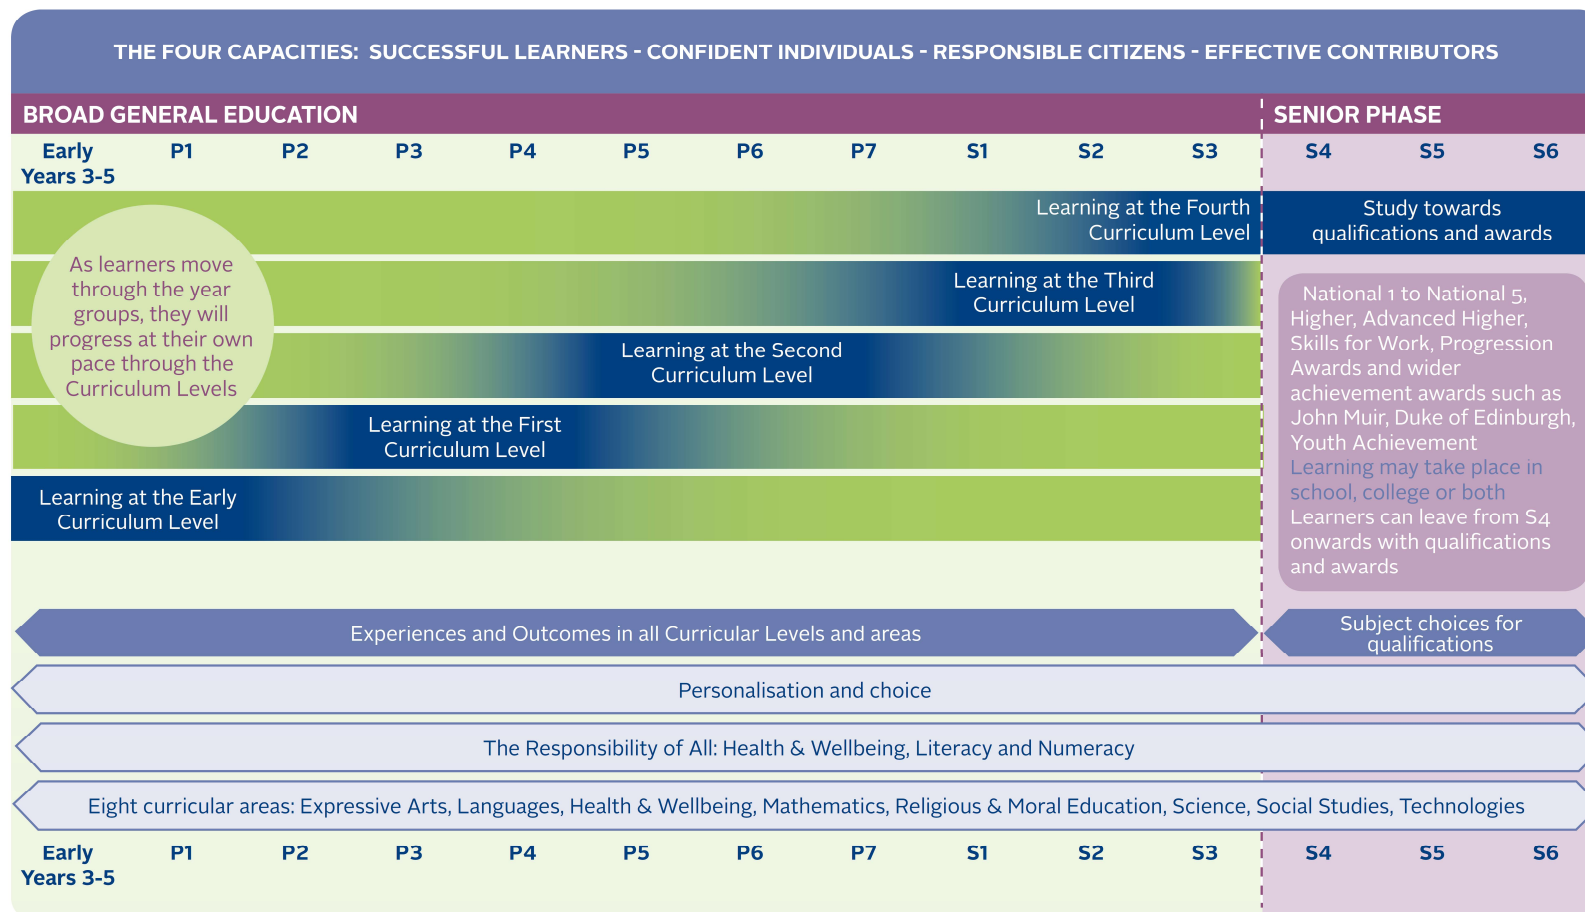 THE FOUR CAPACITIES: SUCCESSFUL LEARNERS - CONFIDENT INDIVIDUALS - RESPONSIBLE CITIZENS - EFFECTIVE CONTRIBUTORS
BROAD GENERAL EDUCATION
SENIOR PHASE
Early P1 P2 P3 P4 P5 P6 P7 S1 S2 S3 S4 S5 S6
Years 3-5
Learning at the Fourth
Curriculum Level
Study towards
qualifications and awards
As learners move
through the year
groups, they will
progress at their own
pace through the
Curriculum Levels
Learning at the Third
Curriculum Level
Learning at the Second
Curriculum Level
Learning at the First
Curriculum Level
Learning at the Early
Curriculum Level
National 1 to National 5,
Higher, Advanced Higher,
Skills for Work, Progression
Awards and wider
achievement awards such as
John Muir, Duke of Edinburgh,
Youth Achievement
Learning may take place in
school, college or both
Learners can leave from S4
onwards with qualifications
and awards
Experiences and Outcomes in all Curricular Levels and areas
Subject choices for
qualifications
Personalisation and choice
The Responsibility of All: Health & Wellbeing, Literacy and Numeracy
Eight curricular areas: Expressive Arts, Languages, Health & Wellbeing, Mathematics, Religious & Moral Education, Science, Social Studies, Technologies
Early P1 P2 P3 P4 P5 P6 P7 S1 S2 S3 S4 S5 S6
Years 3-5